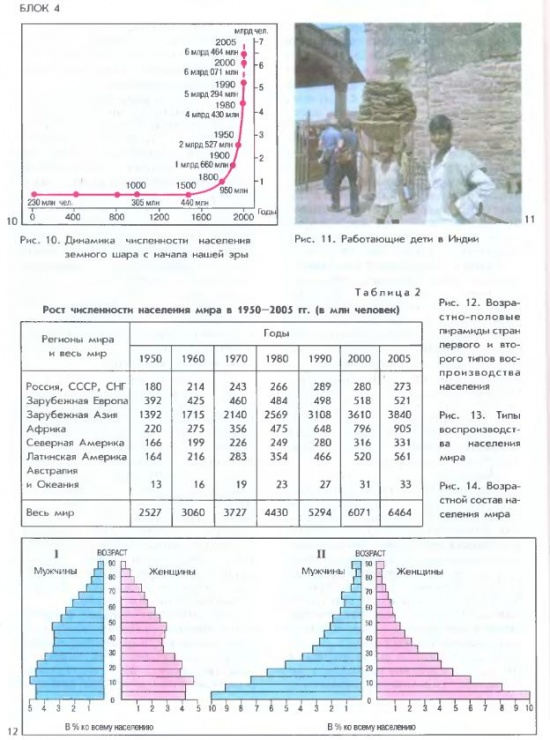 БЛОК 4
млрд чел.
7
2005
6 млрд 464 млн
2000
6
6 млрд 071 млн
1990
5 млрд 294 млн
5
1980
4 млрд 430 млн
4
1950
3
2 млрд 527 млн
1900
2
1 млрд 660 млн
1800
1000
1500
1
950 млн
230 млн чел.
305 млн
440 млн
0
400
800
1200
1600
2000
Годы
10
11
Рис. 10. Динамика численности населения
земного шара с начала нашей эры
Рис. 11. Работающие дети в Индии
Таблица 2
Рост численности населения мира в 1950—2005 гг. (в млн человек)
Регионы мира
и весь мир
Годы
1950 1960 1970 1980 1990 2000 2005
Россия, СССР, СНГ 180 214 243 266 289 280 273
Зарубежная Европа 392 425 460 484 498 518 521
Зарубежная Азия 1392 1715 2140 2569 3108 3610 3840
Африка 220 275 356 475 648 796 905
Северная Америка 166 199 226 249 280 316 331
Латинская Америка 164 216 283 354 466 520 561
Австралия
и Океания 13 16 19 23 27 31 33
Весь мир 2527 3060 3727 4430 5294 6071 6464
Рис. 12. Возра-
стно-половые
пирамиды стран
первого и вто-
рого типов вос-
производства
населения
Рис. 13. Типы
воспроизводст-
ва населения
мира
Рис. 14. Возра-
стной состав на-
селения мира
I
ВОЗРАСТ
Мужчины
Женщины
90
80
70
60
50
40
30
20
10
0
5 4 3 2 1
1 2 3 4 5
В % ко всему населению
II
ВОЗРАСТ
Мужчины
Женщины
90
80
70
60
50
40
30
20
10
0
10 9 8 7 6 5 4 3 2 1
1 2 3 4 5 6 7 8 9 10
В % ко всему населению
12